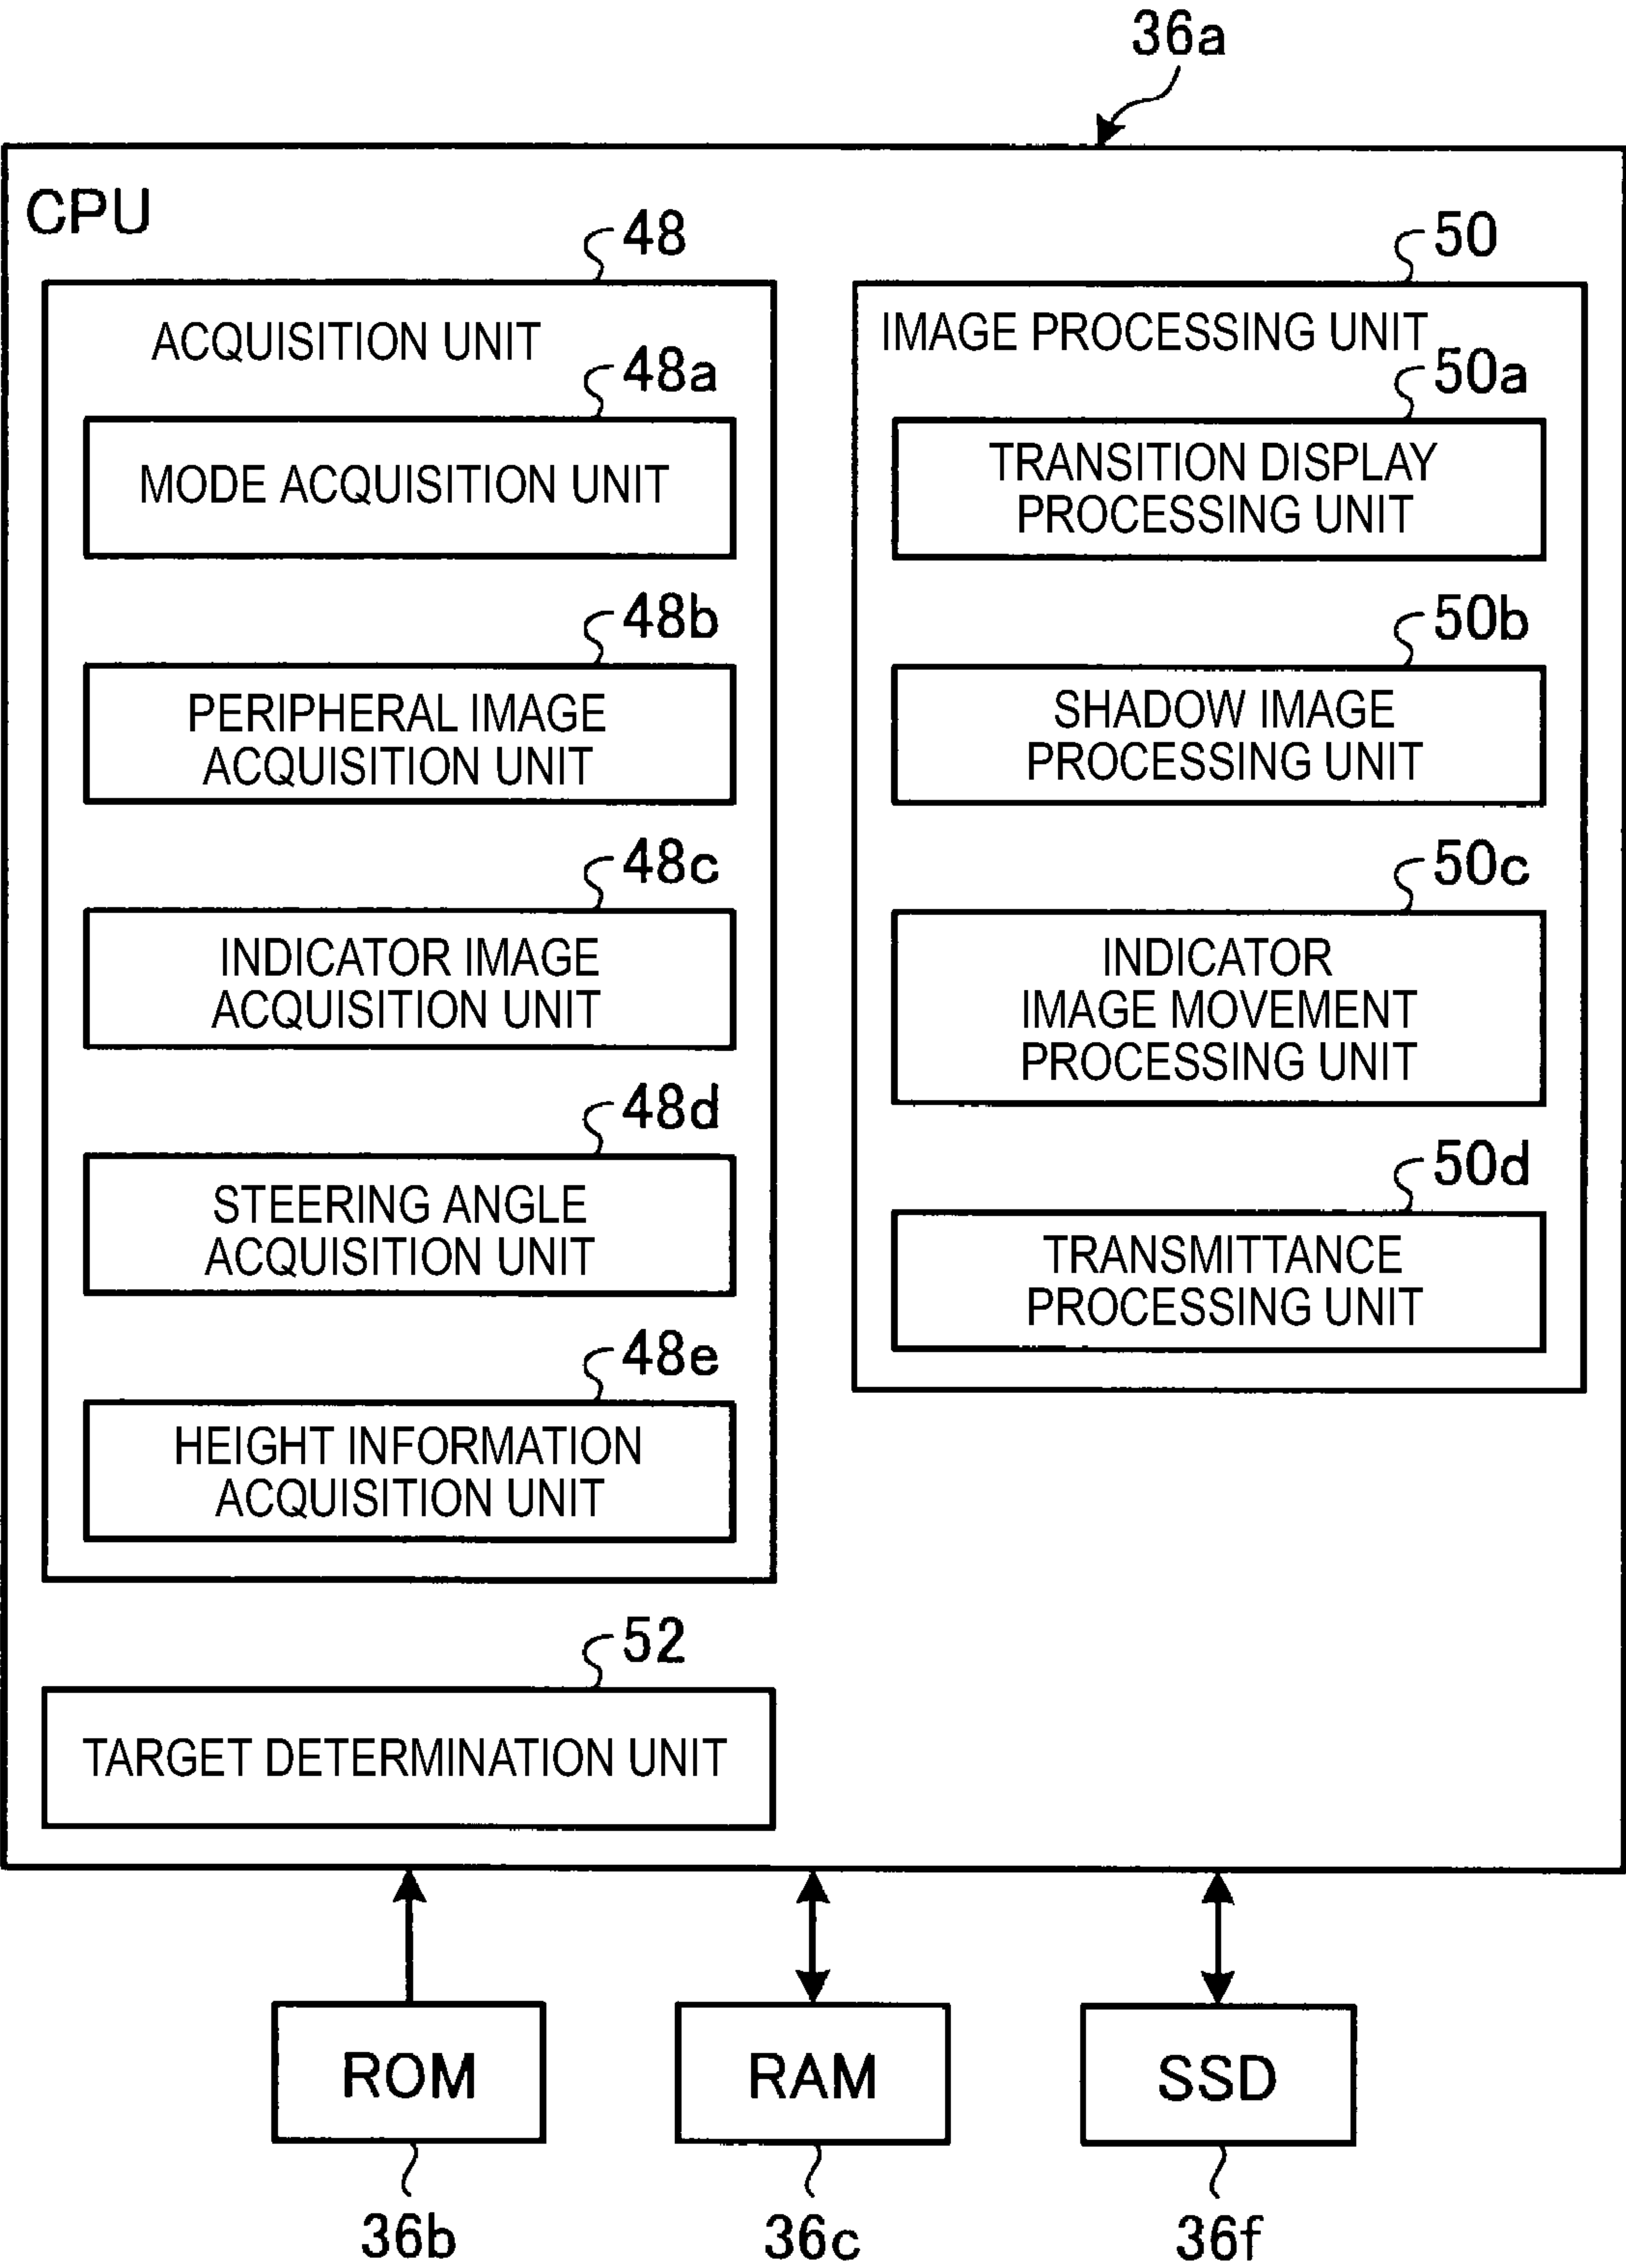 36a
CPU
48
ACQUISITION UNIT
48a
MODE ACQUISITION UNIT
48b
PERIPHERAL IMAGE
ACQUISITION UNIT
48c
INDICATOR IMAGE
ACQUISITION UNIT
48d
STEERING ANGLE
ACQUISITION UNIT
48e
HEIGHT INFORMATION
ACQUISITION UNIT
52
TARGET DETERMINATION UNIT
50
IMAGE PROCESSING UNIT
50a
TRANSITION DISPLAY
PROCESSING UNIT
50b
SHADOW IMAGE
PROCESSING UNIT
50c
INDICATOR
IMAGE MOVEMENT
PROCESSING UNIT
50d
TRANSMITTANCE
PROCESSING UNIT
ROM
RAM
SSD
36b
36c
36f